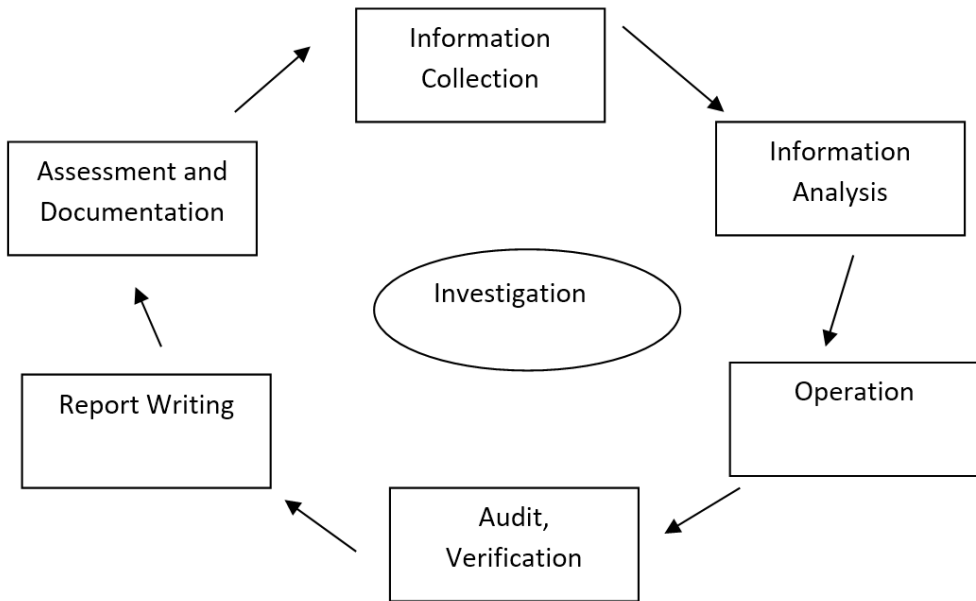 Information
Collection
Information
Analysis
Assessment and
Documentation
Investigation
Operation
Report Writing
Audit,
Verification